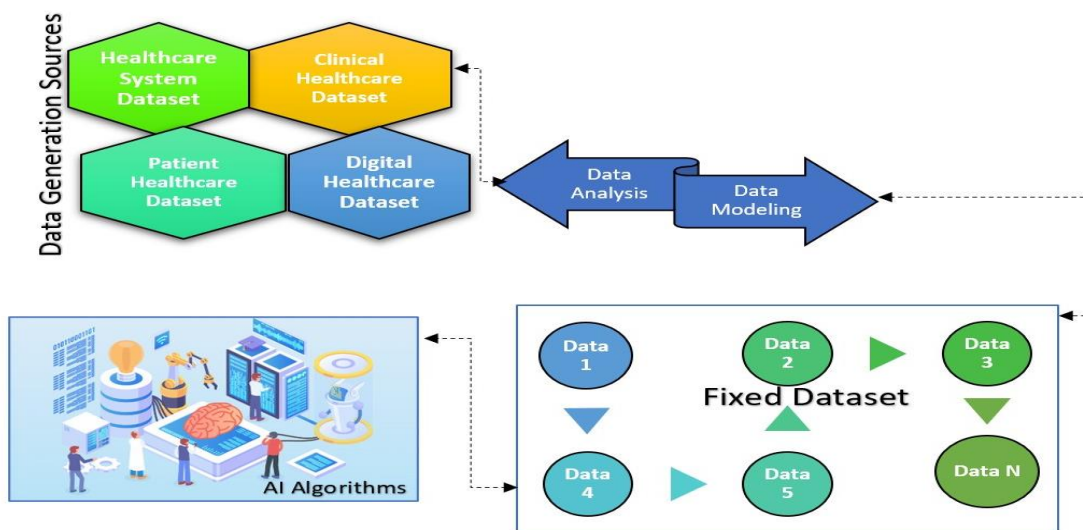 Data Generation Sources
Healthcare
System
Dataset
Clinical
Healthcare
Dataset
Patient
Healthcare
Dataset
Digital
Healthcare
Dataset
Data
Analysis
Data
Modeling
010110001101
AI Algorithms
Data
1
Data
2
Data
3
Fixed Dataset
Data
4
Data
5
Data N